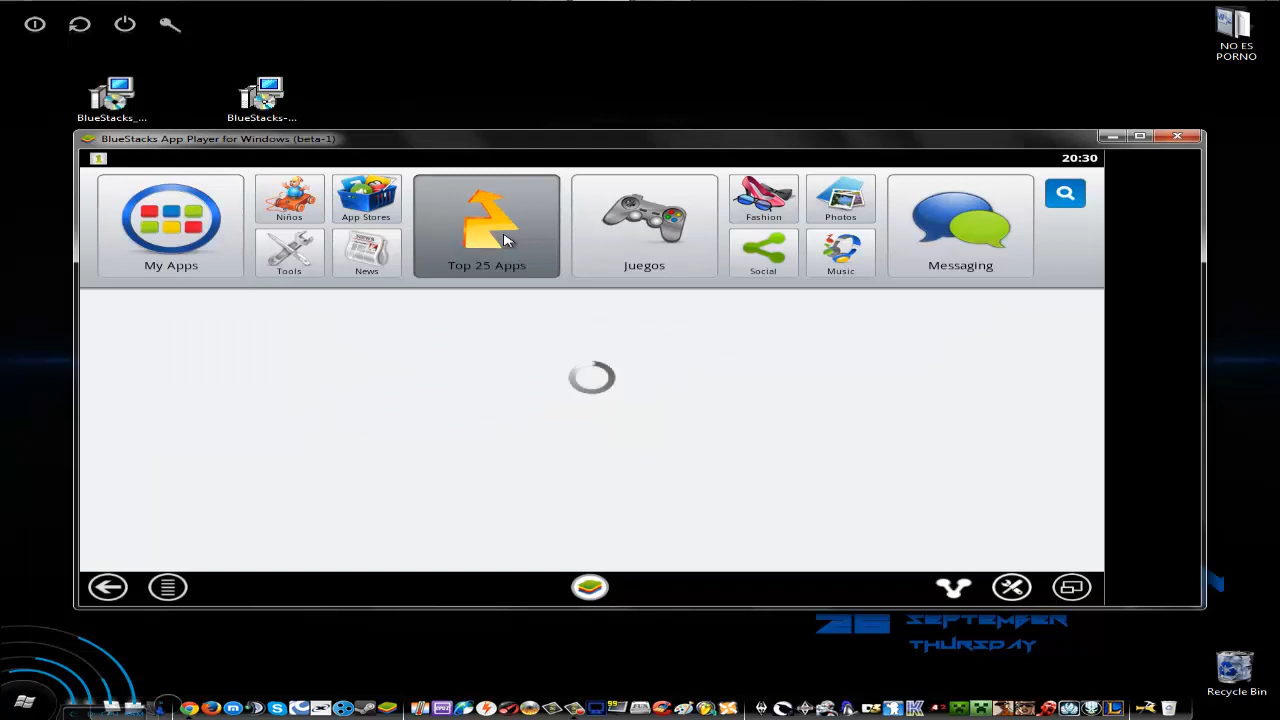 NO ES
PORNO
BlueStacks_...
BlueStacks-...
BlueStacks App Player for Windows (beta-1)
20:30
My Apps
Niños
App Stores
Tools
News
Top 25 Apps
Juegos
Fashion
Photos
Social
Music
Messaging
26 SEPTEMBER
THURSDAY
Recycle Bin